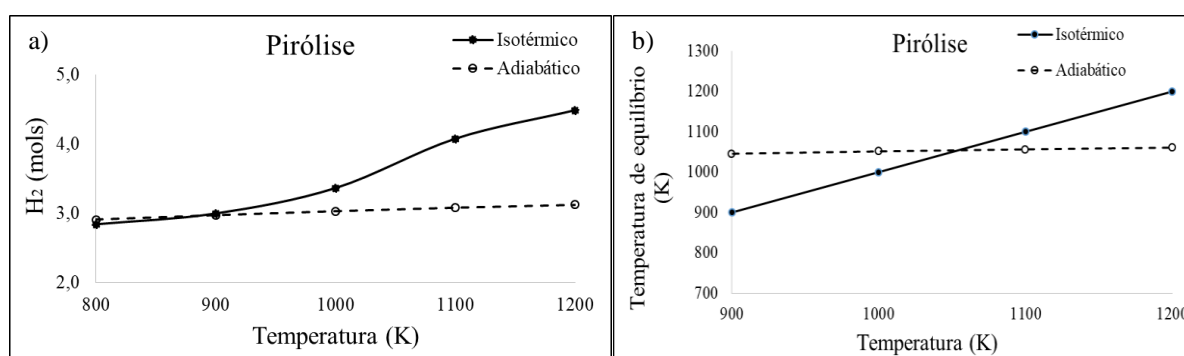 a)
Pirólise
Isotérmico
Adiabático
5,0
4,0
3,0
2,0
H₂ (mols)
800 900 1000 1100 1200
Temperatura (K)
b)
Pirólise
Isotérmico
Adiabático
1300
1200
1100
1000
900
800
700
Temperatura de equilíbrio
(K)
900 1000 1100 1200
Temperatura (K)